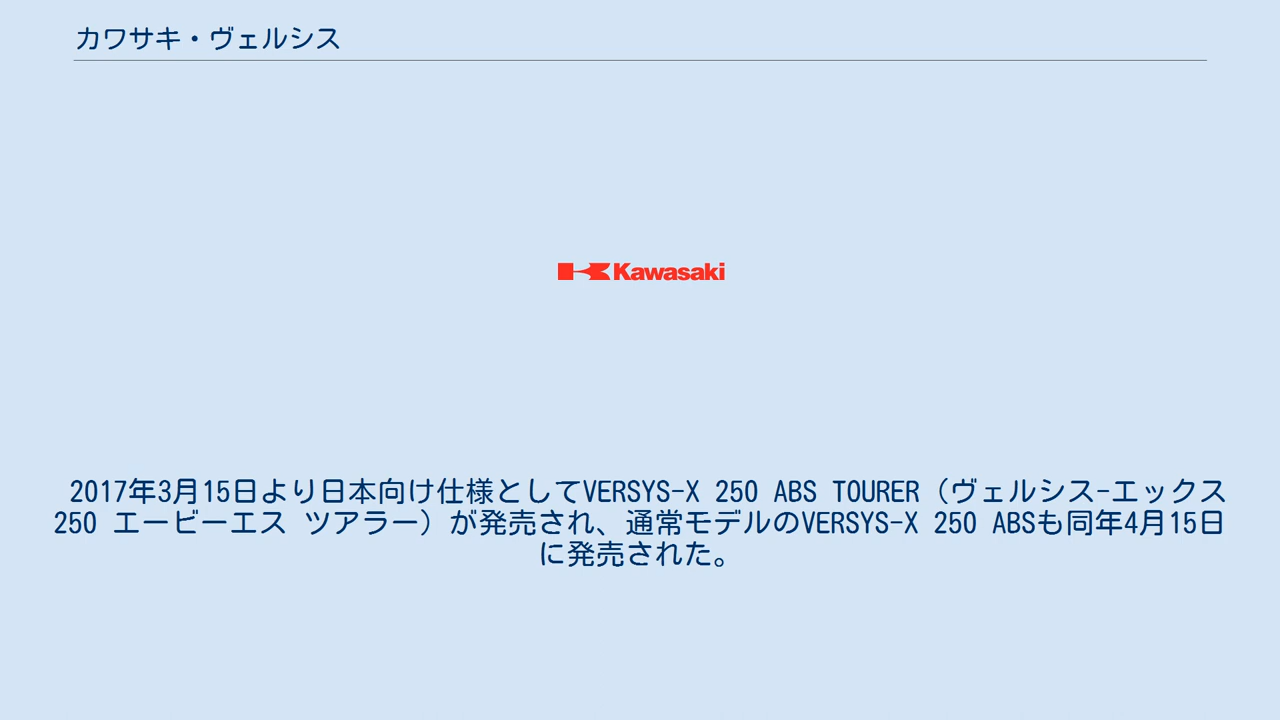 カワサキ・ヴェルシス
Kawasaki
2017年3月15日より日本向け仕様としてVERSYS-X 250 ABS TOURER（ヴェルシス-エックス
250 エービーエス ツアラー）が発売され、通常モデルのVERSYS-X 250 ABSも同年4月15日
に発売された。